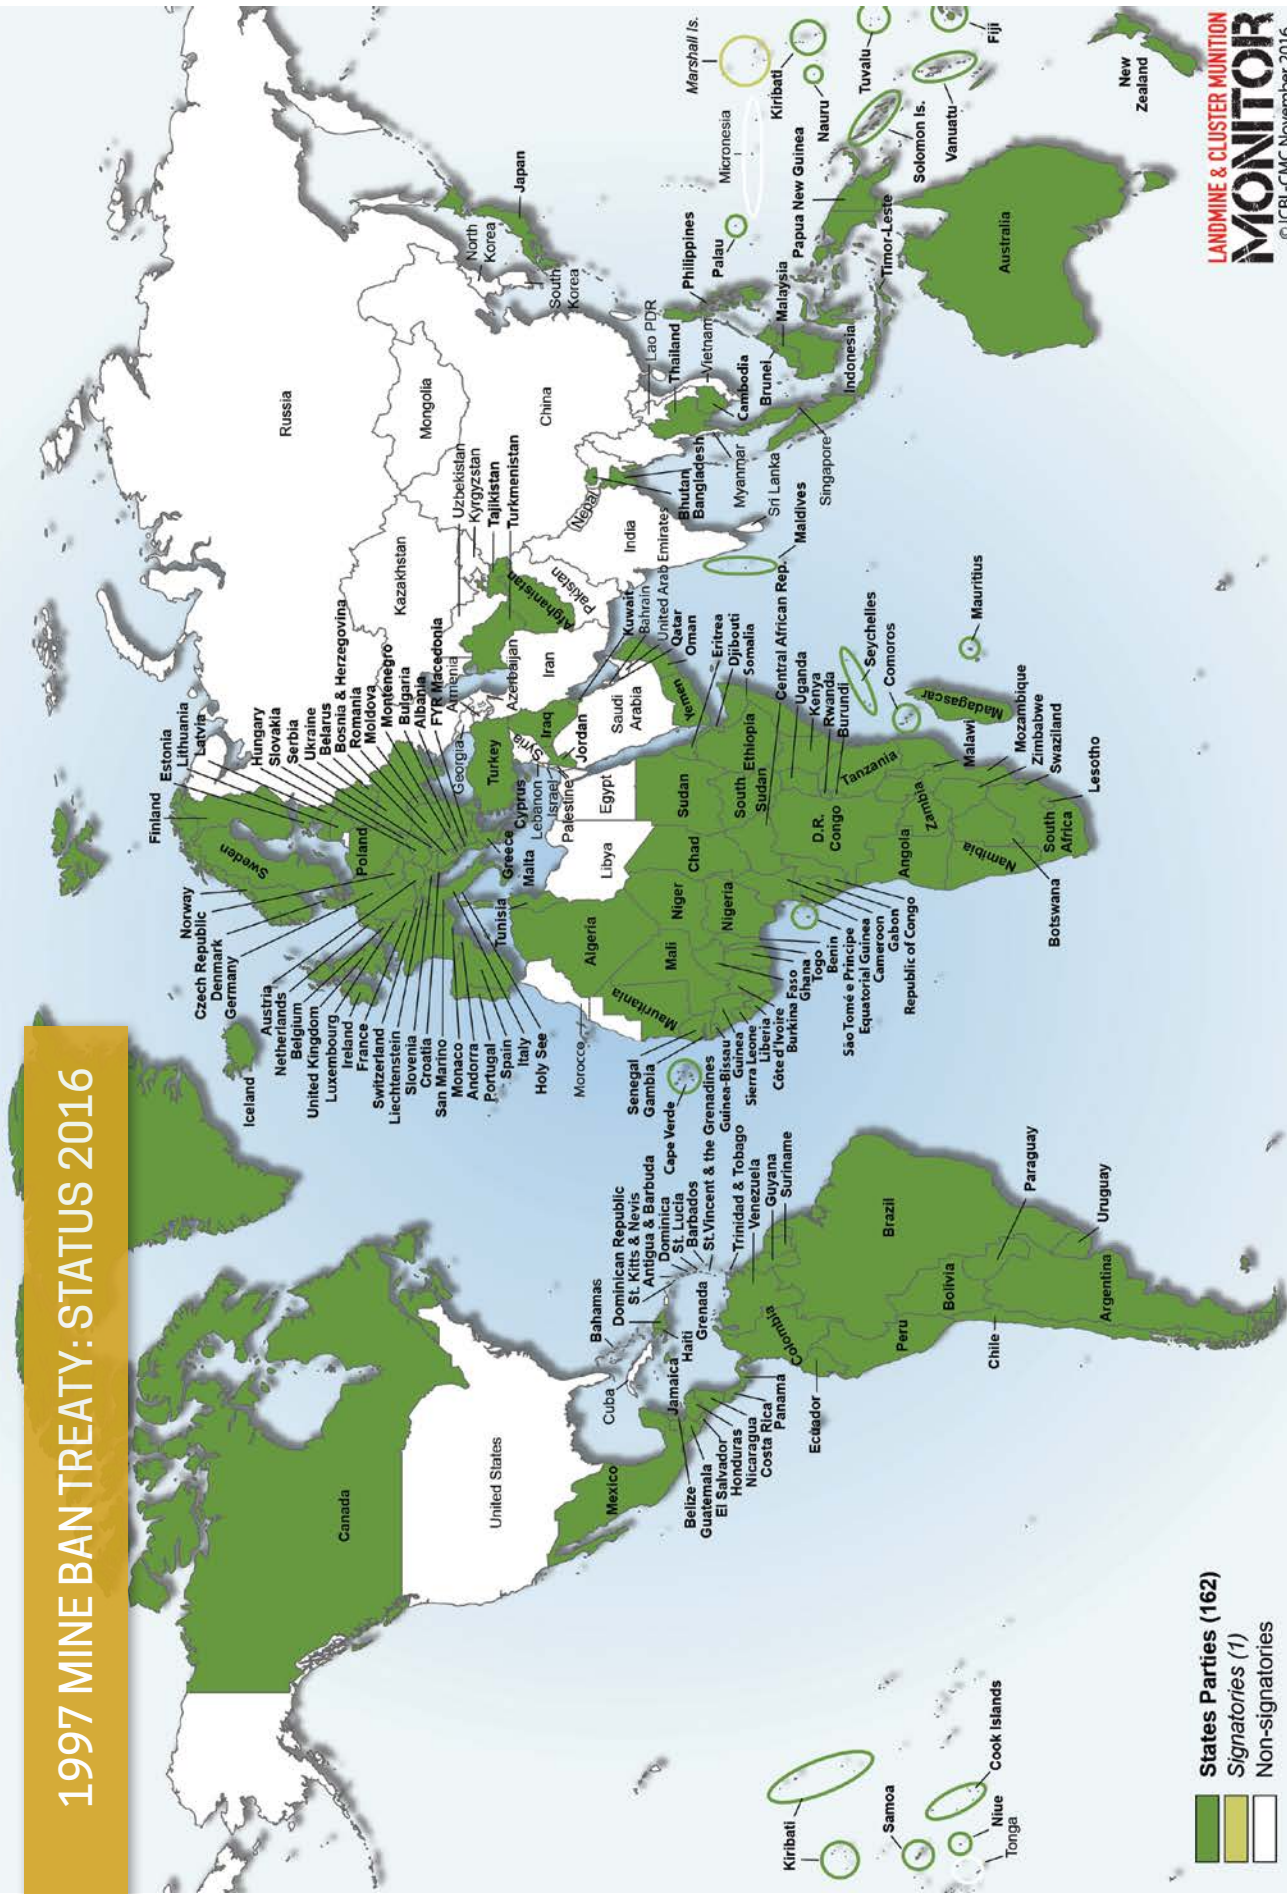 1997 MINE BAN TREATY: STATUS 2016
Canada
United States
Mexico
Cuba
Bahamas
Dominican Republic
St. Kitts & Nevis
Antigua & Barbuda
Dominica
St. Lucia
Barbados
St.Vincent & the Grenadines
Trinidad & Tobago
Venezuela
Guyana
Suriname
Jamaica
Haiti
Grenada
Belize
Guatemala
El Salvador
Honduras
Nicaragua
Costa Rica
Panama
Colombia
Ecuador
Peru
Brazil
Bolivia
Chile
Paraguay
Uruguay
Argentina
Iceland
Norway
Czech Republic
Denmark
Germany
Austria
Netherlands
Belgium
United Kingdom
Luxembourg
Ireland
France
Switzerland
Liechtenstein
Slovenia
Croatia
San Marino
Monaco
Andorra
Portugal
Spain
Italy
Holy See
Finland
Sweden
Estonia
Lithuania
Latvia
Poland
Hungary
Slovakia
Serbia
Ukraine
Belarus
Bosnia & Herzegovina
Romania
Moldova
Montenegro
Bulgaria
Albania
FYR Macedonia
Armenia
Georgia
Azerbaijan
Turkey
Greece
Malta
Cyprus
Lebanon
Israel
Palestine
Syria
Iraq
Jordan
Iran
Saudi
Arabia
Kuwait
Bahrain
United Arab Emirates
Qatar
Oman
Yemen
Russia
Kazakhstan
Mongolia
China
Uzbekistan
Kyrgyzstan
Tajikistan
Turkmenistan
Afghanistan
Pakistan
Nepal
India
Bhutan
Bangladesh
Myanmar
Sri Lanka
Maldives
North
Korea
South
Korea
Japan
Lao PDR
Thailand
Vietnam
Cambodia
Philippines
Brunei
Malaysia
Singapore
Indonesia
Timor-Leste
Papua New Guinea
Palau
Micronesia
Marshall Is.
Kiribati
Nauru
Tuvalu
Solomon Is.
Vanuatu
Fiji
New
Zealand
Australia
Morocco
Algeria
Tunisia
Libya
Egypt
Mauritania
Mali
Niger
Chad
Sudan
Nigeria
Senegal
Gambia
Cape Verde
Guinea-Bissau
Guinea
Sierra Leone
Liberia
Côte d'Ivoire
Burkina Faso
Ghana
Togo
Benin
São Tomé e Principe
Equatorial Guinea
Cameroon
Gabon
Republic of Congo
Eritrea
Djibouti
Somalia
Ethiopia
South
Sudan
Central African Rep.
Uganda
Kenya
Rwanda
Burundi
D.R.
Congo
Tanzania
Seychelles
Comoros
Mauritius
Madagascar
Angola
Zambia
Malawi
Mozambique
Zimbabwe
Swaziland
Lesotho
Namibia
South
Africa
Botswana
Kiribati
Samoa
Cook Islands
Niue
Tonga
States Parties (162)
Signatories (1)
Non-signatories
LANDMINE & CLUSTER MUNITION
MONITOR
© ICBL-CMC November 2016